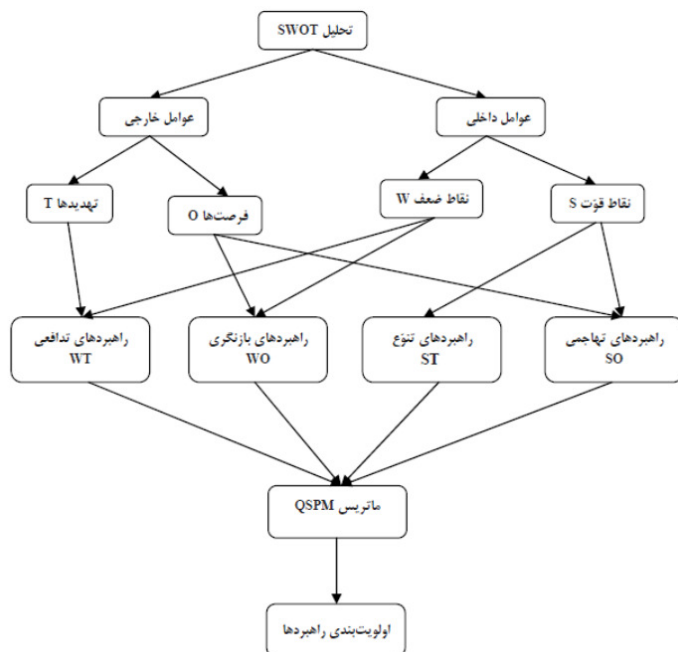 تحلیل SWOT
عوامل داخلی
عوامل خارجی
نقاط قوّت S
نقاط ضعف W
فرصت‌ها O
تهدیدها T
راهبردهای تهاجمی
SO
راهبردهای تنوّع
ST
راهبردهای بازنگری
WO
راهبردهای تدافعی
WT
ماتریس QSPM
اولویت‌بندی راهبردها